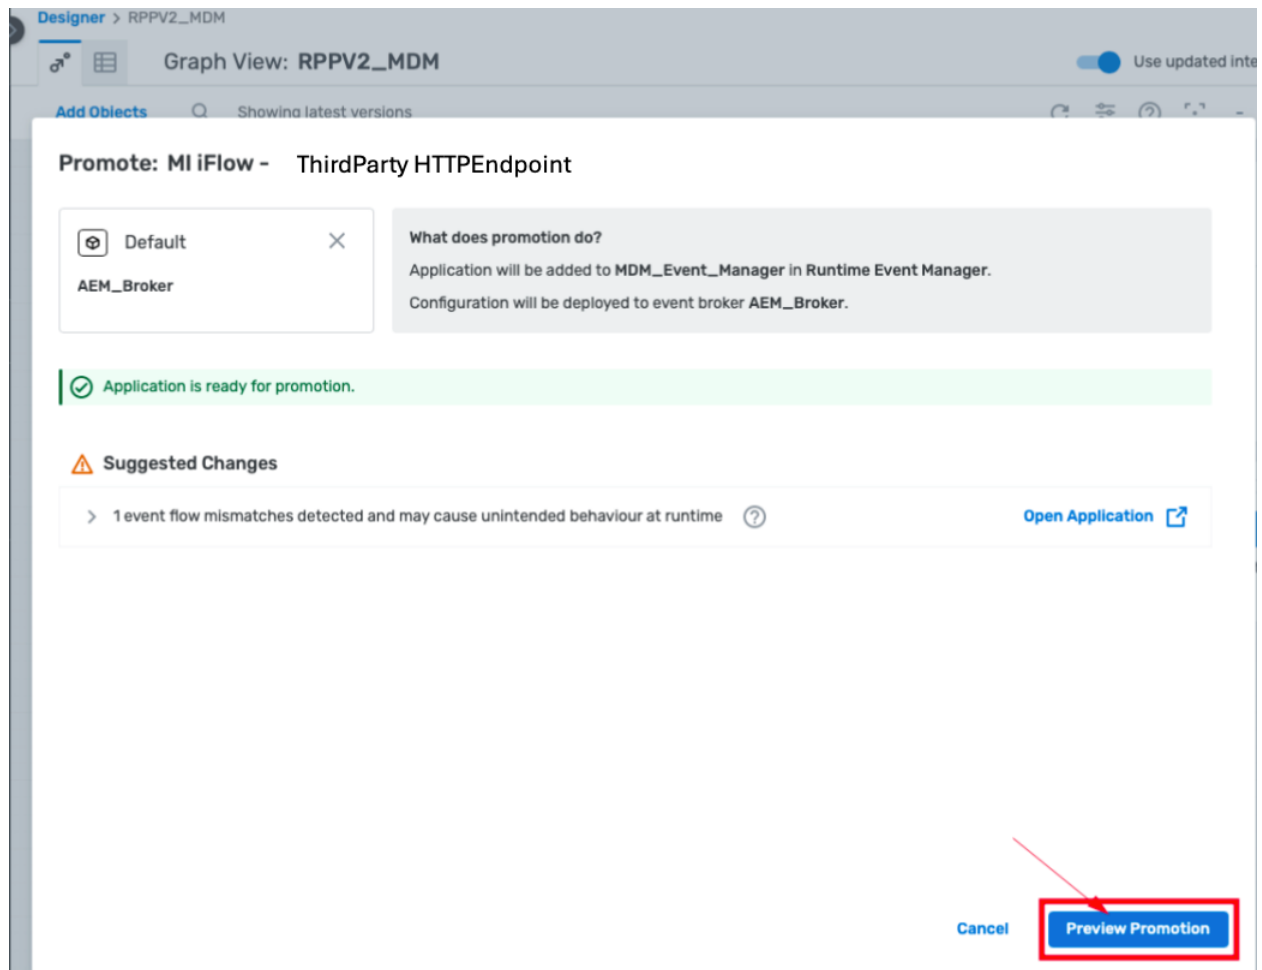 Designer > RPPV2_MDM
Graph View: RPPV2_MDM
Use updated inte
Add Objects
Showing latest versions
Promote: MI iFlow - ThirdParty HTTPEndpoint
Default
AEM_Broker
What does promotion do?
Application will be added to MDM_Event_Manager in Runtime Event Manager.
Configuration will be deployed to event broker AEM_Broker.
Application is ready for promotion.
Suggested Changes
1 event flow mismatches detected and may cause unintended behaviour at runtime
Open Application
Cancel
Preview Promotion